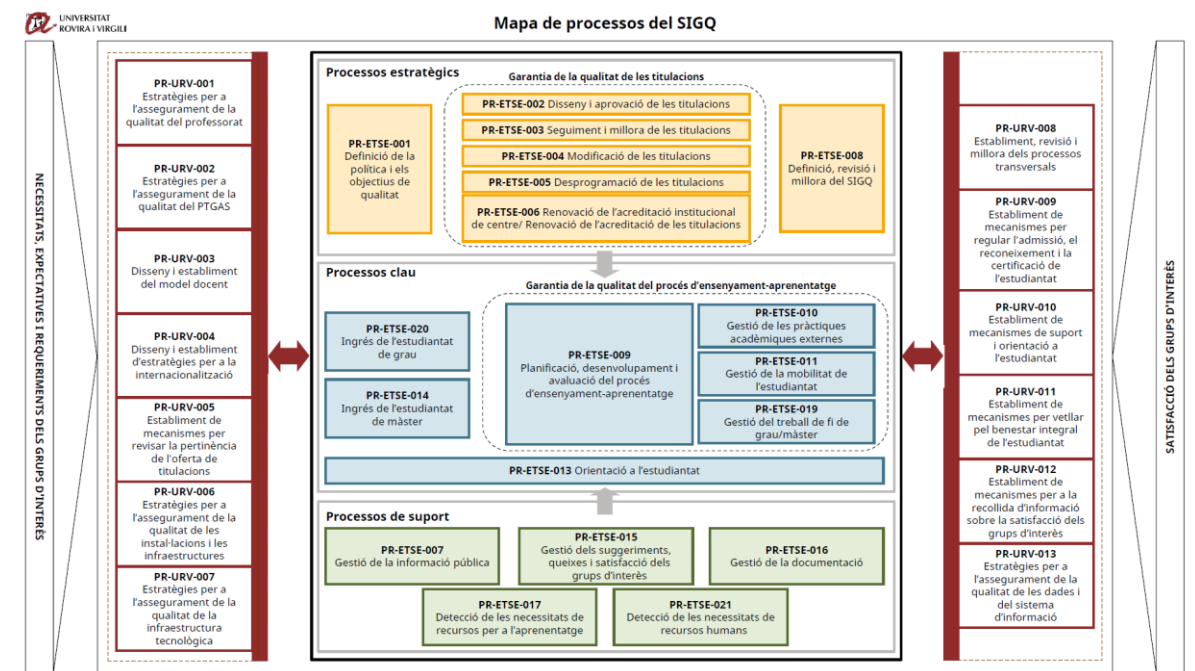 UNIVERSITAT
ROVIRA i VIRGILI
Mapa de processos del SIGQ
NECESSITATS, EXPECTATIVES I REQUERIMENTS DELS GRUPS D'INTERÈS
PR-URV-001
Estratègies per a
l'assegurament de la
qualitat del professorat
PR-URV-002
Estratègies per a
l'assegurament de la
qualitat del PTGAS
PR-URV-003
Disseny i establiment
del model docent
PR-URV-004
Disseny i establiment
d'estratègies per a la
internacionalització
PR-URV-005
Establiment de
mecanismes per
revisar la pertinència
de l'oferta de
titulacions
PR-URV-006
Estratègies per a
l'assegurament de la
qualitat de les
instal·lacions i les
infraestructures
PR-URV-007
Estratègies per a
l'assegurament de la
qualitat de la
infraestructura
tecnològica
Processos estratègics
Garantia de la qualitat de les titulacions
PR-ETSE-001
Definició de la
política i els
objectius de
qualitat
PR-ETSE-002 Disseny i aprovació de les titulacions
PR-ETSE-003 Seguiment i millora de les titulacions
PR-ETSE-004 Modificació de les titulacions
PR-ETSE-005 Desprogramació de les titulacions
PR-ETSE-006 Renovació de l'acreditació institucional
de centre/ Renovació de l'acreditació de les titulacions
PR-ETSE-008
Definició, revisió i
millora del SIGQ
Processos clau
Garantia de la qualitat del procés d'ensenyament-aprenentatge
PR-ETSE-020
Ingrés de l'estudiantat
de grau
PR-ETSE-014
Ingrés de l'estudiantat
de màster
PR-ETSE-009
Planificació, desenvolupament i
avaluació del procés
d'ensenyament-aprenentatge
PR-ETSE-010
Gestió de les pràctiques
acadèmiques externes
PR-ETSE-011
Gestió de la mobilitat de
l'estudiantat
PR-ETSE-019
Gestió del treball de fi de
grau/màster
PR-ETSE-013 Orientació a l'estudiantat
Processos de suport
PR-ETSE-007
Gestió de la informació pública
PR-ETSE-015
Gestió dels suggeriments,
queixes i satisfacció dels
grups d'interès
PR-ETSE-016
Gestió de la documentació
PR-ETSE-017
Detecció de les necessitats de
recursos per a l'aprenentatge
PR-ETSE-021
Detecció de les necessitats de
recursos humans
PR-URV-008
Establiment, revisió i
millora dels processos
transversals
PR-URV-009
Establiment de
mecanismes per
regular l'admissió, el
reconeixement i la
certificació de
l'estudiantat
PR-URV-010
Establiment de
mecanismes de suport
i orientació a
l'estudiantat
PR-URV-011
Establiment de
mecanismes per vetllar
pel benestar integral
de l'estudiantat
PR-URV-012
Establiment de
mecanismes per a la
recollida d'informació
sobre la satisfacció dels
grups d'interès
PR-URV-013
Estratègies per a
l'assegurament de la
qualitat de les dades i
del sistema
d'informació
SATISFACCIÓ DELS GRUPS D'INTERÈS